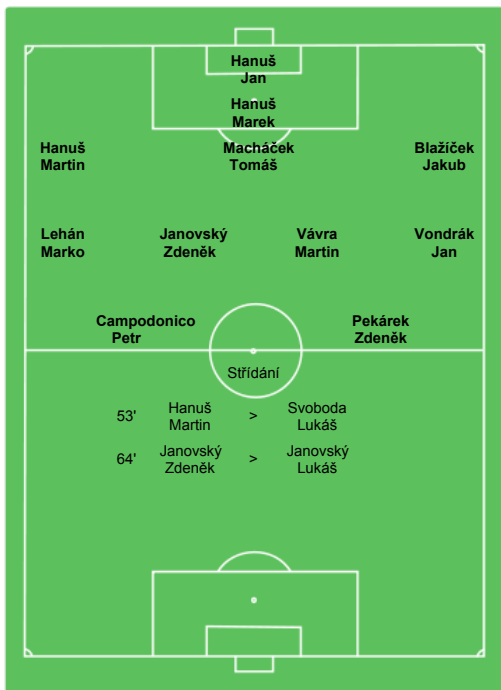 Hanuš
Jan
Hanuš
Marek
Hanuš
Martin
Macháček
Tomáš
Blažíček
Jakub
Lehán
Marko
Janovský
Zdeněk
Vávra
Martin
Vondrák
Jan
Campodonico
Petr
Pekárek
Zdeněk
Střídání
53' Hanuš Martin > Svoboda Lukáš
64' Janovský Zdeněk > Janovský Lukáš